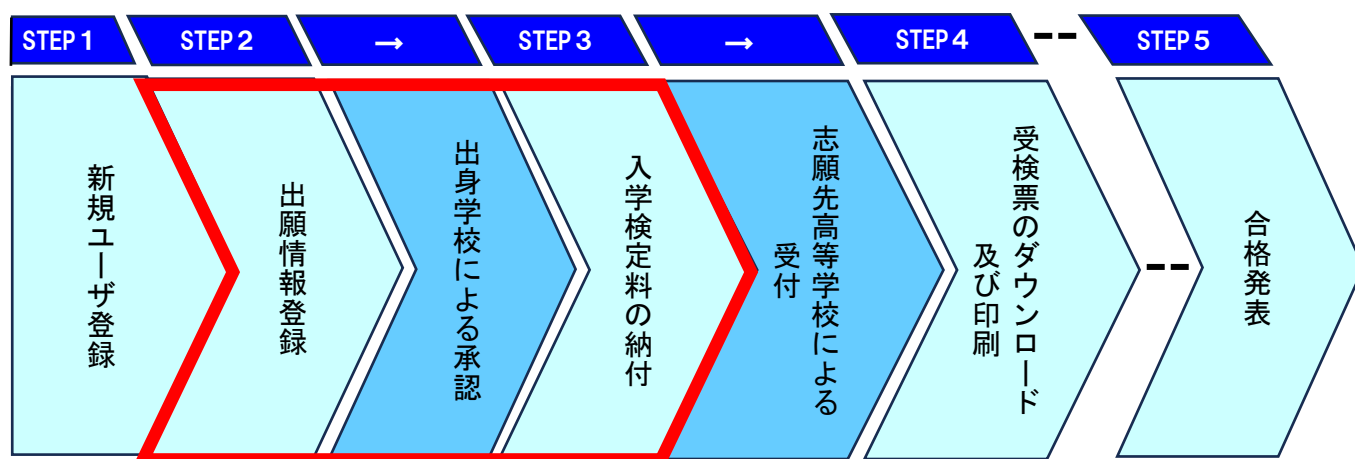 STEP 1
STEP 2
→
STEP 3
→
STEP 4
--
STEP 5
新規ユーザ登録
出願情報登録
出身学校による承認
入学検定料の納付
志願先高等学校による
受付
受検票のダウンロード
及び印刷
--
合格発表